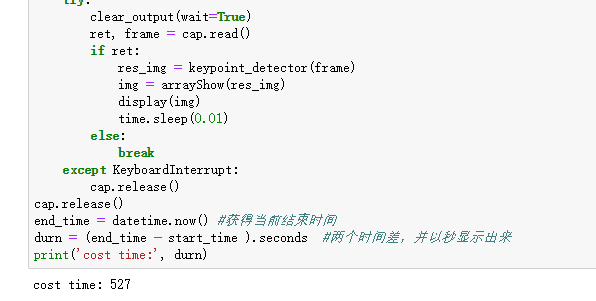 try:
clear_output(wait=True)
ret, frame = cap.read()
if ret:
res_img = keypoint_detector(frame)
img = arrayShow(res_img)
display(img)
time.sleep(0.01)
else:
break
except KeyboardInterrupt:
cap.release()
cap.release()
end_time = datetime.now() #获得当前结束时间
durn = (end_time - start_time ).seconds  #两个时间差，并以秒显示出来
print('cost time:', durn)
cost time: 527